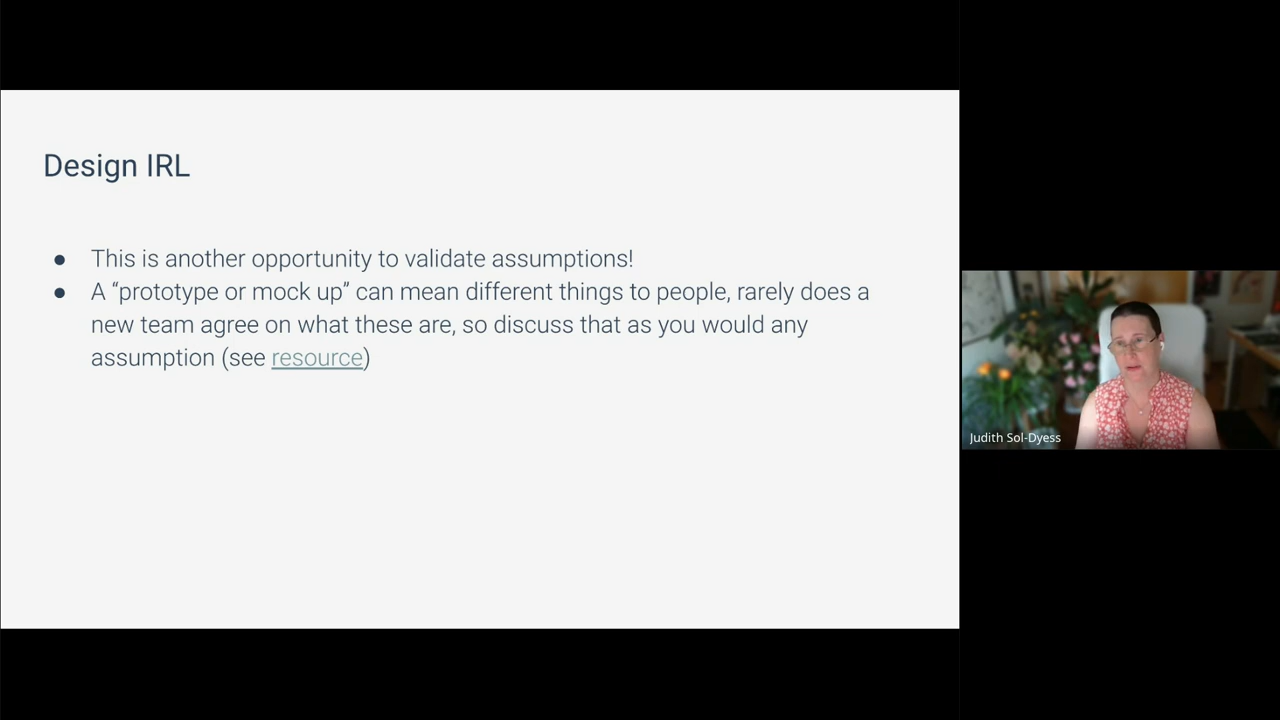 Design IRL
● This is another opportunity to validate assumptions!
● A “prototype or mock up” can mean different things to people, rarely does a
new team agree on what these are, so discuss that as you would any
assumption (see resource)
Judith Sol-Dyess